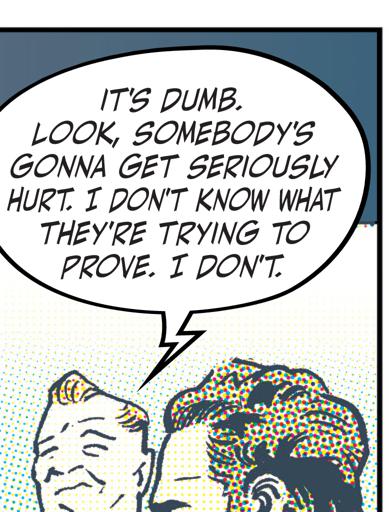 IT'S DUMB.
LOOK, SOMEBODY'S
GONNA GET SERIOUSLY
HURT. I DON'T KNOW WHAT
THEY'RE TRYING TO
PROVE. I DON'T.